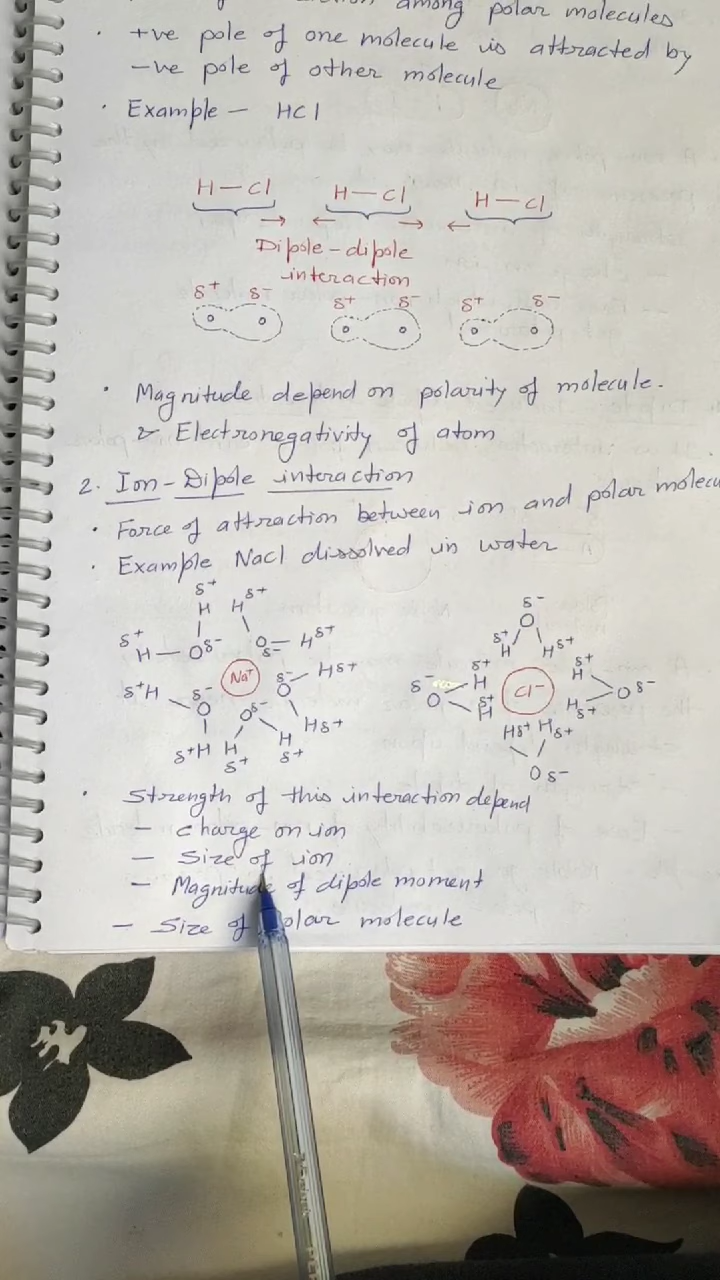 among polar molecules
· +ve pole of one molecule is attracted by
-ve pole of other molecule
· Example - HCl
H-Cl H-Cl H-Cl
→ ← → ←
Dipole-dipole
interaction
δ+ δ- δ+ δ- δ+ δ-
· Magnitude depend on polarity of molecule.
& Electronegativity of atom
2. Ion-Dipole interaction
· Force of attraction between ion and polar molecu
· Example NaCl dissolved in water
δ+ δ+
H H
δ+ H-Oδ- O-Hδ+
δ-
Na+
δ+H δ- O δ- O Hδ+
Oδ- Hδ+
δ+H H H
δ+ δ+
δ-
O
δ+ H Hδ+
δ- O δ+ H δ+ H
Cl-
δ+ H H δ+ O δ-
Hδ+ Hδ+
O δ-
· Strength of this interaction depend
- Charge on ion
- Size of ion
- Magnitude of dipole moment
- Size of polar molecule